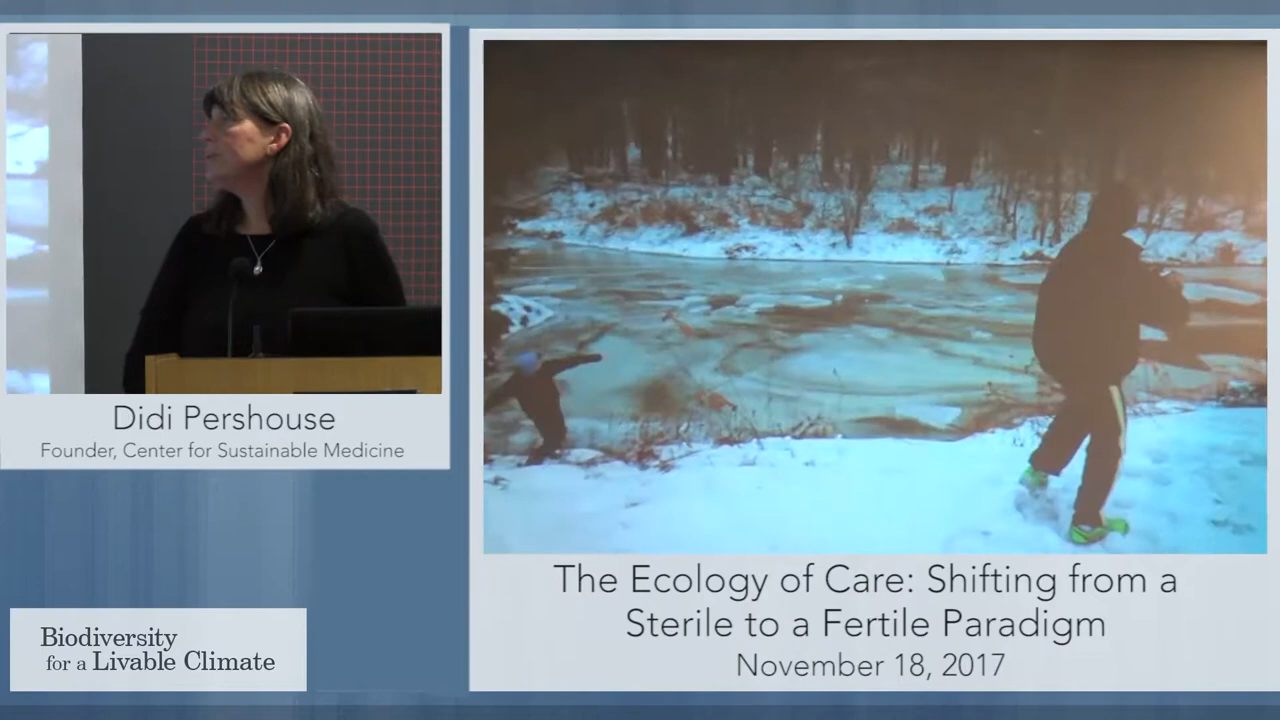 Didi Pershouse
Founder, Center for Sustainable Medicine
Biodiversity
for a Livable Climate
The Ecology of Care: Shifting from a
Sterile to a Fertile Paradigm
November 18, 2017